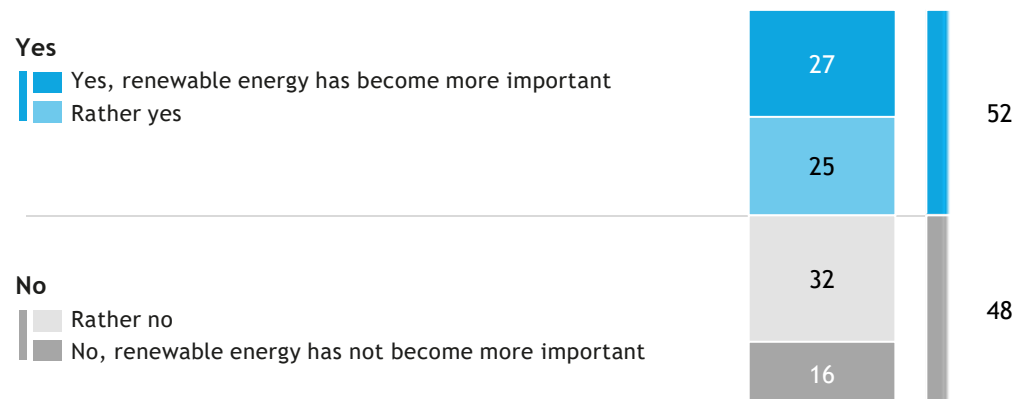 Yes
Yes, renewable energy has become more important
Rather yes
27
25
52
No
Rather no
No, renewable energy has not become more important
32
16
48